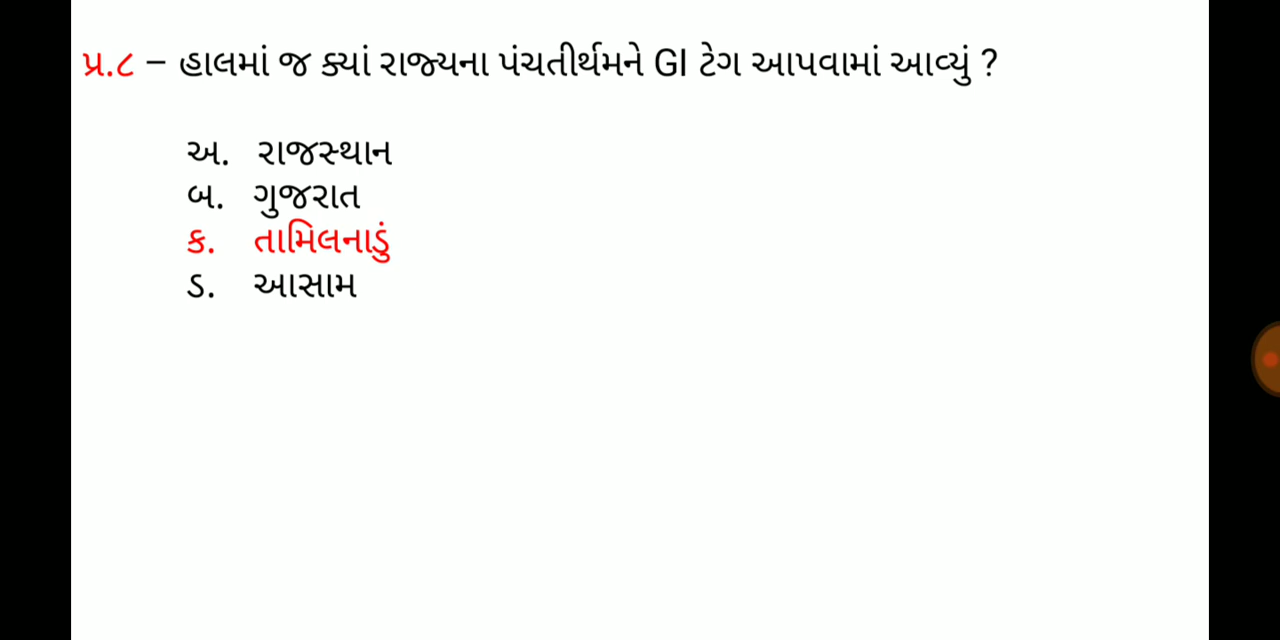 પ્ર.૮ – હાલમાં જ ક્યાં રાજ્યના પંચતીર્થમને GI ટેગ આપવામાં આવ્યું ?
અ. રાજસ્થાન
બ. ગુજરાત
ક. તામિલનાડું
ડ. આસામ